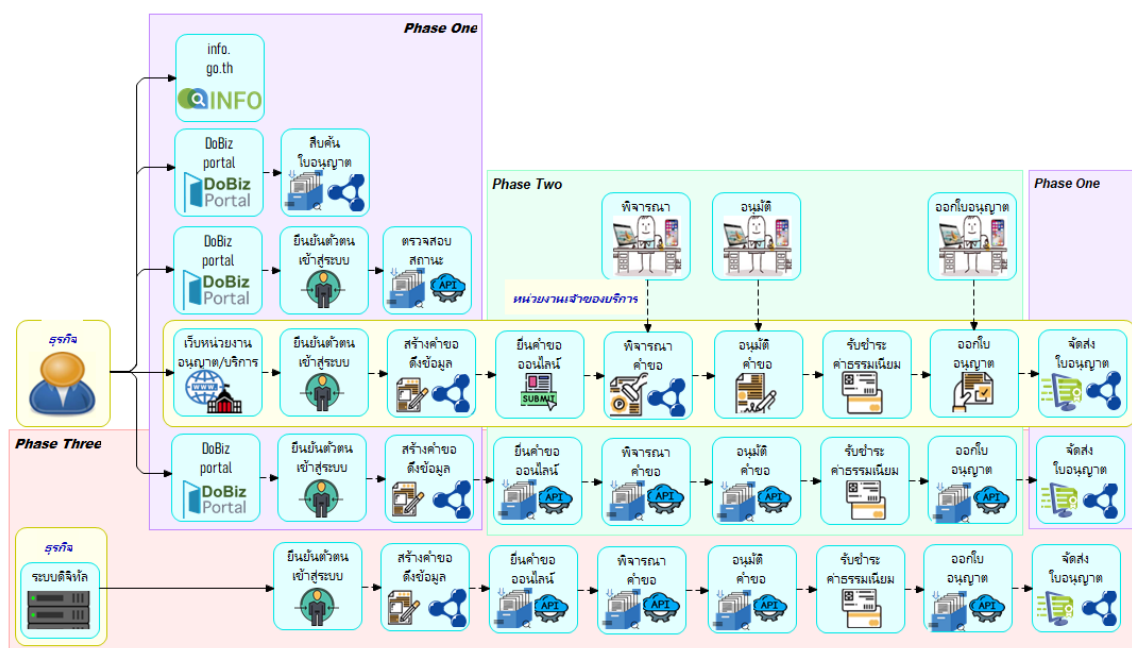 Phase One
info.
go.th
INFO
DoBiz
portal
DoBiz
Portal
สืบค้น
ใบอนุญาต
Phase Two
Phase One
พิจารณา
อนุมัติ
ออกใบอนุญาต
DoBiz
portal
DoBiz
Portal
ยืนยันตัวตน
เข้าสู่ระบบ
ตรวจสอบ
สถานะ
API
หน่วยงานเจ้าของบริการ
ธุรกิจ
เว็บหน่วยงาน
อนุญาต/บริการ
WWW
ยืนยันตัวตน
เข้าสู่ระบบ
สร้างคำขอ
ดึงข้อมูล
ยื่นคำขอ
ออนไลน์
SUBMIT
พิจารณา
คำขอ
อนุมัติ
คำขอ
รับชำระ
ค่าธรรมเนียม
ออกใบ
อนุญาต
จัดส่ง
ใบอนุญาต
Phase Three
DoBiz
portal
DoBiz
Portal
ยืนยันตัวตน
เข้าสู่ระบบ
สร้างคำขอ
ดึงข้อมูล
ยื่นคำขอ
ออนไลน์
API
พิจารณา
คำขอ
API
อนุมัติ
คำขอ
API
รับชำระ
ค่าธรรมเนียม
ออกใบ
อนุญาต
API
จัดส่ง
ใบอนุญาต
ธุรกิจ
ระบบดิจิทัล
ยืนยันตัวตน
เข้าสู่ระบบ
สร้างคำขอ
ดึงข้อมูล
ยื่นคำขอ
ออนไลน์
API
พิจารณา
คำขอ
API
อนุมัติ
คำขอ
API
รับชำระ
ค่าธรรมเนียม
ออกใบ
อนุญาต
API
จัดส่ง
ใบอนุญาต